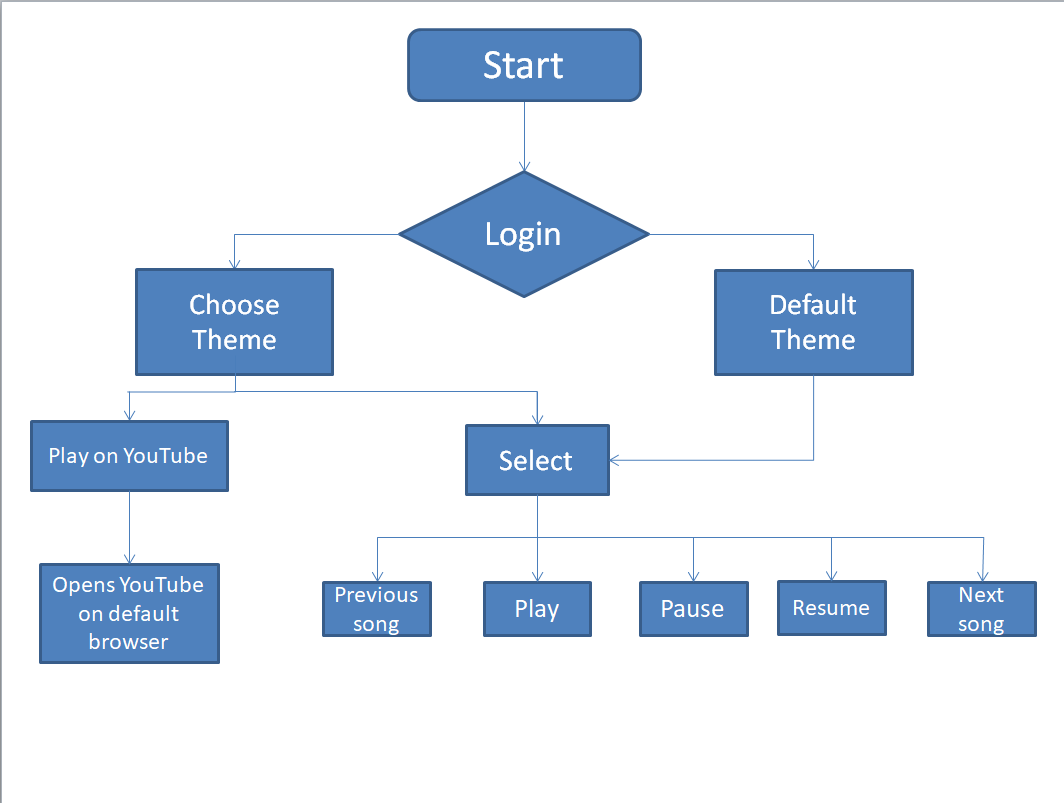 Start
Login
Choose
Theme
Default
Theme
Play on YouTube
Select
Opens YouTube
on default
browser
Previous
song
Play
Pause
Resume
Next
song